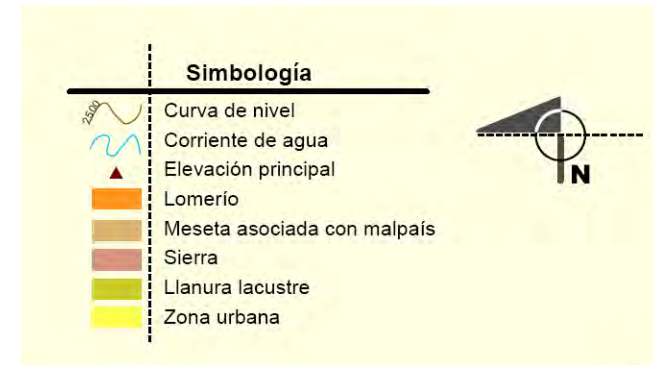 Simbología
2500
Curva de nivel
Corriente de agua
Elevación principal
Lomerío
Meseta asociada con malpaís
Sierra
Llanura lacustre
Zona urbana
N